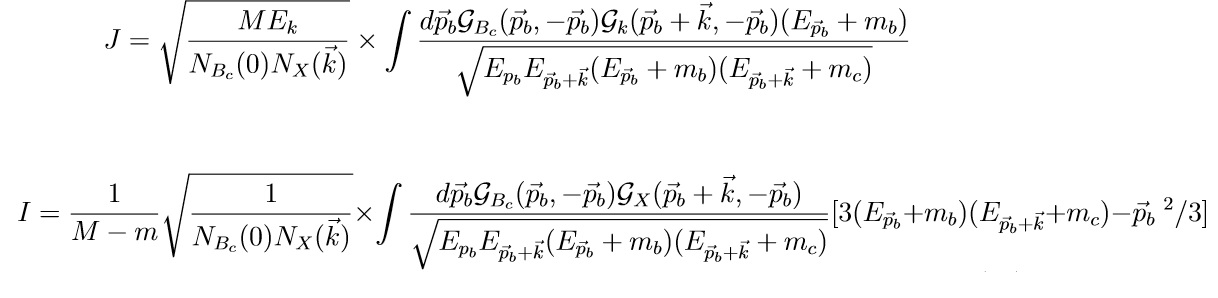 J = \sqrt{\frac{ME_k}{N_{B_c}(0)N_X(\vec{k})}} \times \int \frac{d\vec{p}_b \mathcal{G}_{B_c}(\vec{p}_b, -\vec{p}_b)\mathcal{G}_k(\vec{p}_b + \vec{k}, -\vec{p}_b)(E_{\vec{p}_b} + m_b)}{\sqrt{E_{p_b}E_{\vec{p}_b+\vec{k}}(E_{\vec{p}_b} + m_b)(E_{\vec{p}_b+\vec{k}} + m_c)}}
I = \frac{1}{M - m}\sqrt{\frac{1}{N_{B_c}(0)N_X(\vec{k})}} \times \int \frac{d\vec{p}_b \mathcal{G}_{B_c}(\vec{p}_b, -\vec{p}_b)\mathcal{G}_X(\vec{p}_b + \vec{k}, -\vec{p}_b)}{\sqrt{E_{p_b}E_{\vec{p}_b+\vec{k}}(E_{\vec{p}_b} + m_b)(E_{\vec{p}_b+\vec{k}} + m_c)}}[3(E_{\vec{p}_b}+m_b)(E_{\vec{p}_b+\vec{k}}+m_c)-\vec{p}_b{}^{2}/3]